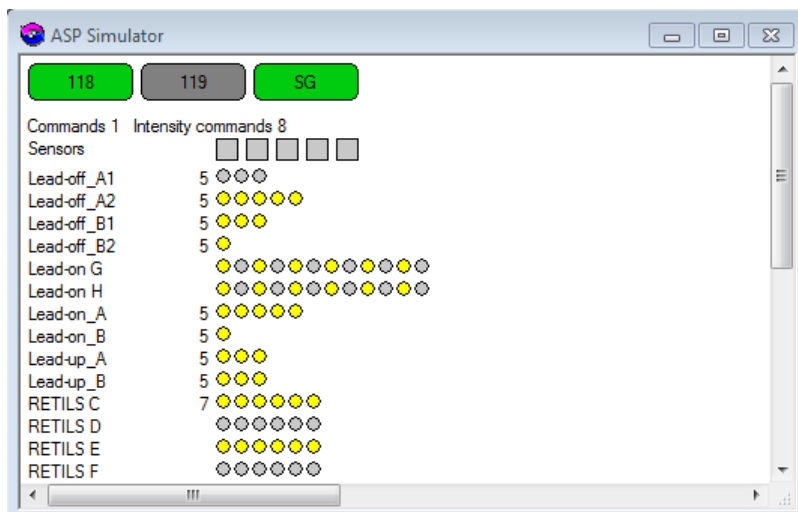 ASP Simulator
118 119 SG
Commands 1 Intensity commands 8
Sensors
Lead-off_A1 5
Lead-off_A2 5
Lead-off_B1 5
Lead-off_B2 5
Lead-on G
Lead-on H
Lead-on_A 5
Lead-on_B 5
Lead-up_A 5
Lead-up_B 5
RETILS C 7
RETILS D
RETILS E
RETILS F